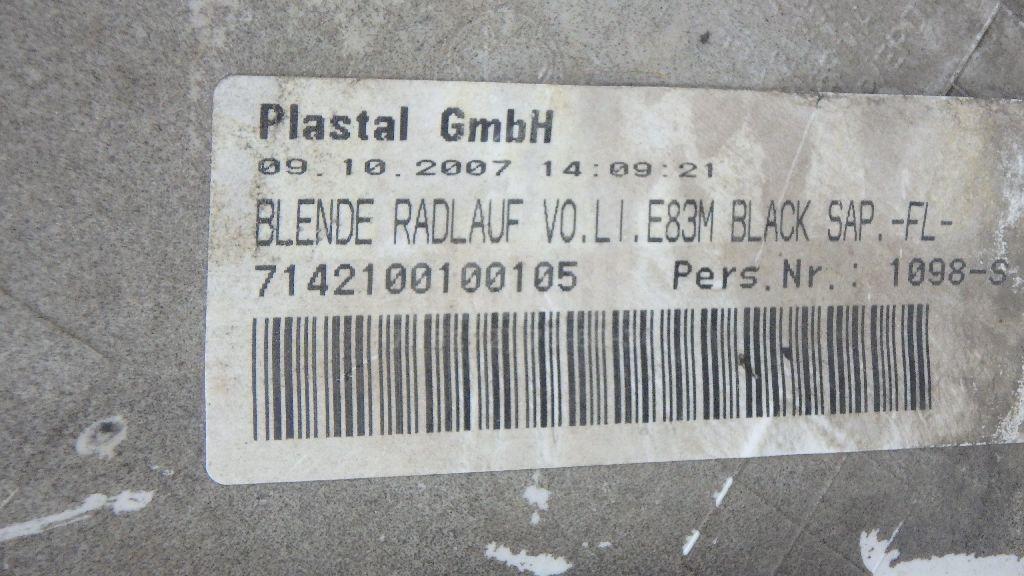 Plastal GmbH
09.10.2007 14:09:21
BLENDE RADLAUF VO.LI.E83M BLACK SAP.-FL-
7142100100105 Pers.Nr.: 1098-S